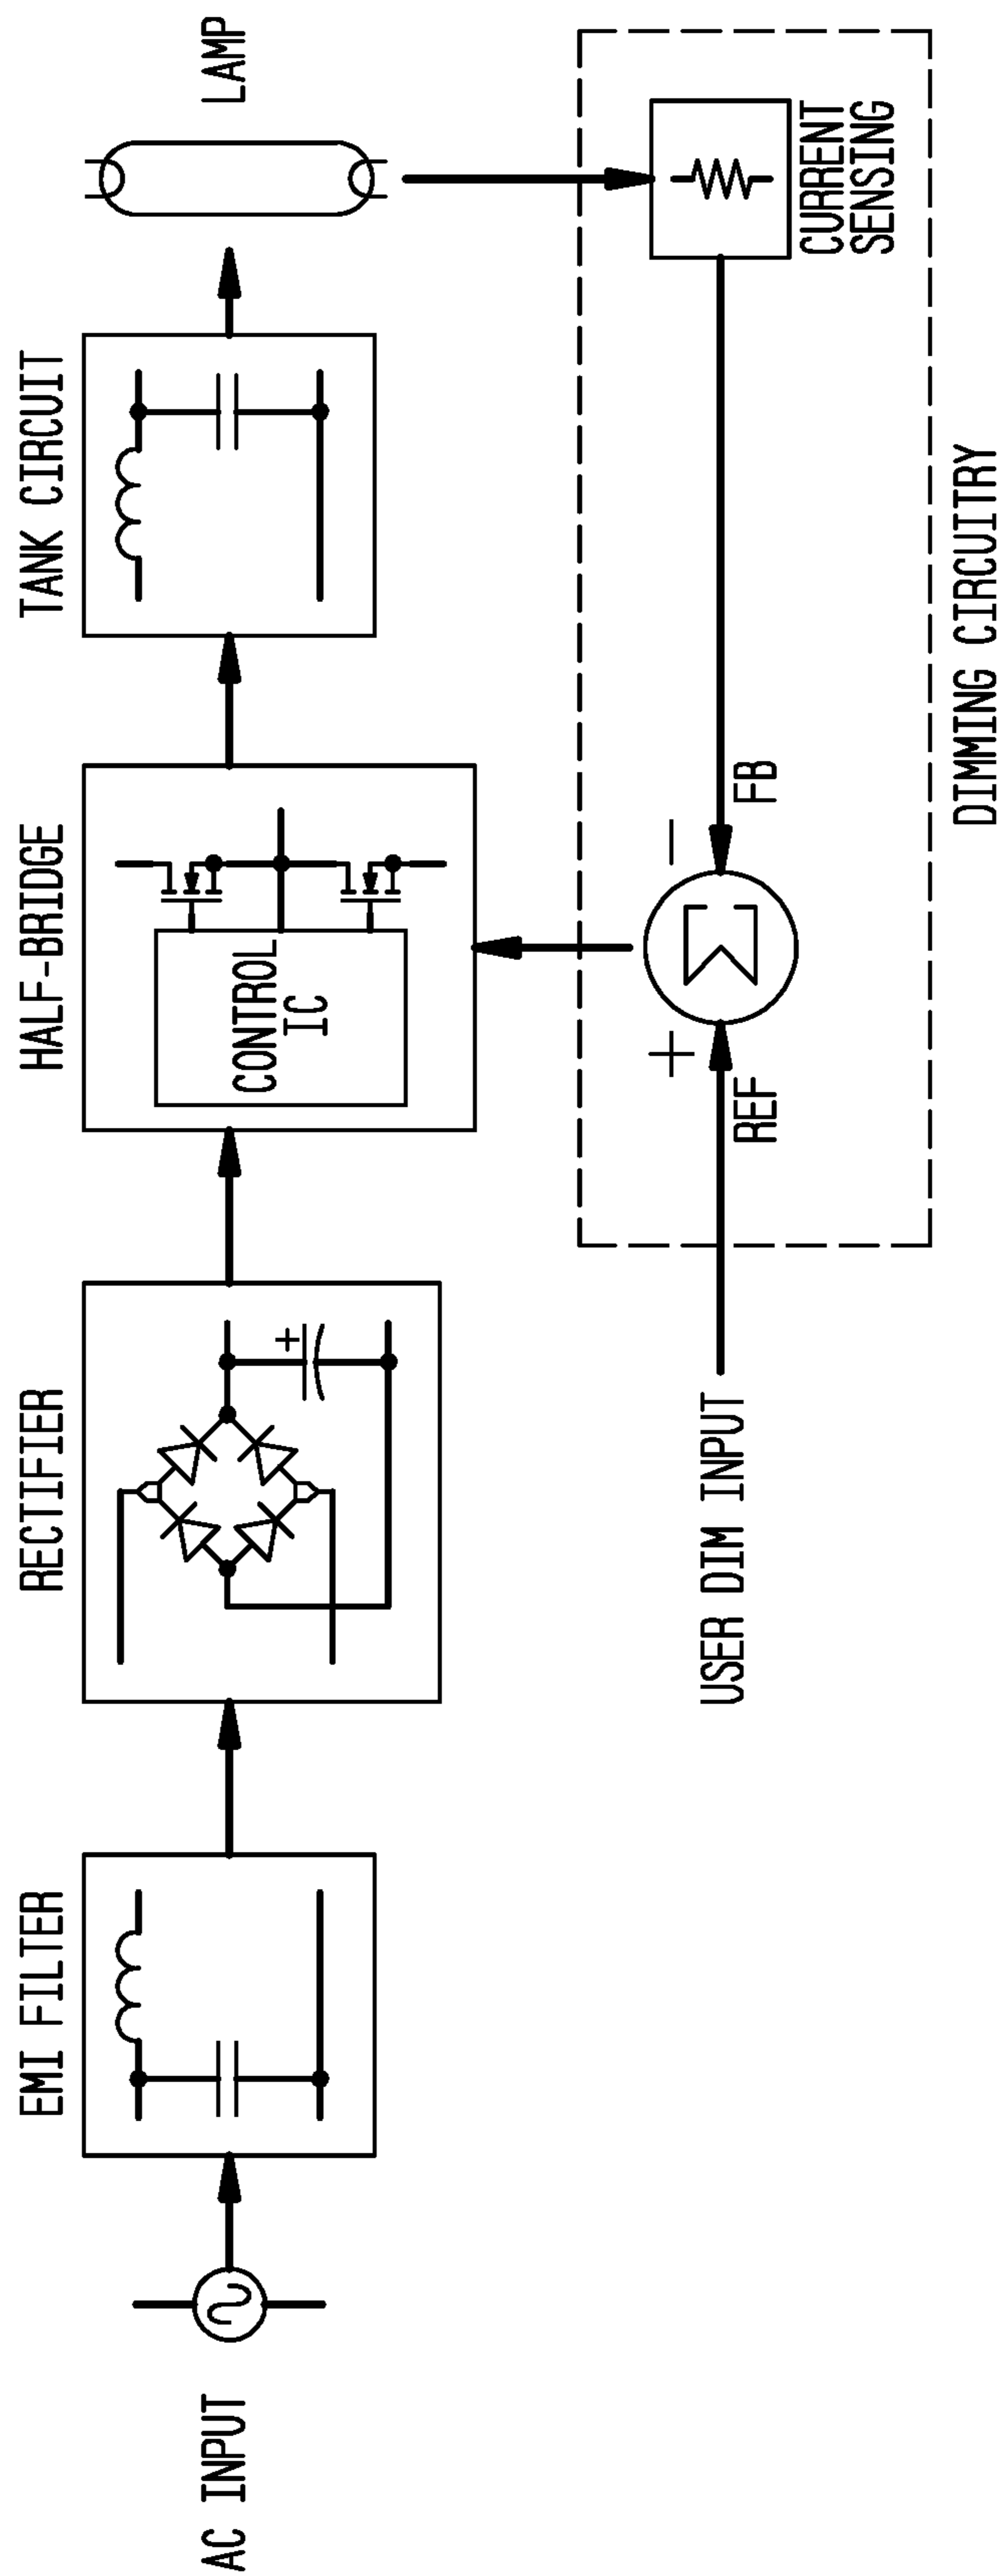 EMI FILTER
RECTIFIER
HALF-BRIDGE
TANK CIRCUIT
AC INPUT
+
CONTROL
IC
LAMP
USER DIM INPUT
REF
+
Σ
−
FB
CURRENT
SENSING
DIMMING CIRCUITRY